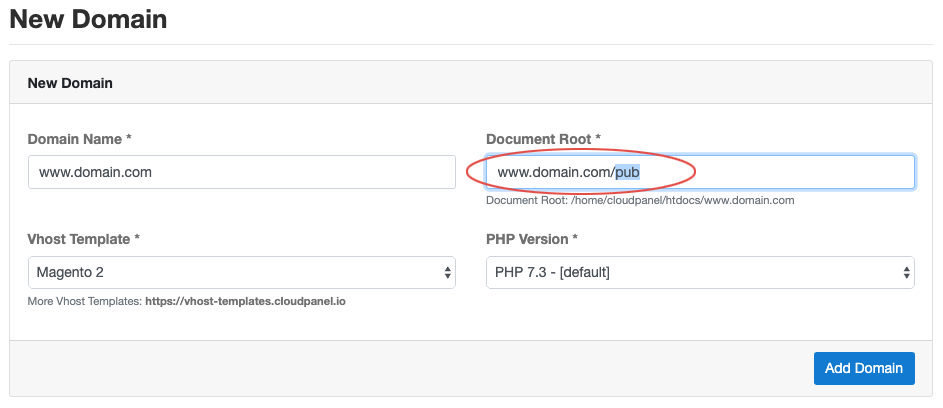 New Domain
New Domain
Domain Name *
Document Root *
www.domain.com
www.domain.com/pub
Document Root: /home/cloudpanel/htdocs/www.domain.com
Vhost Template *
PHP Version *
Magento 2
PHP 7.3 - [default]
More Vhost Templates: https://vhost-templates.cloudpanel.io
Add Domain